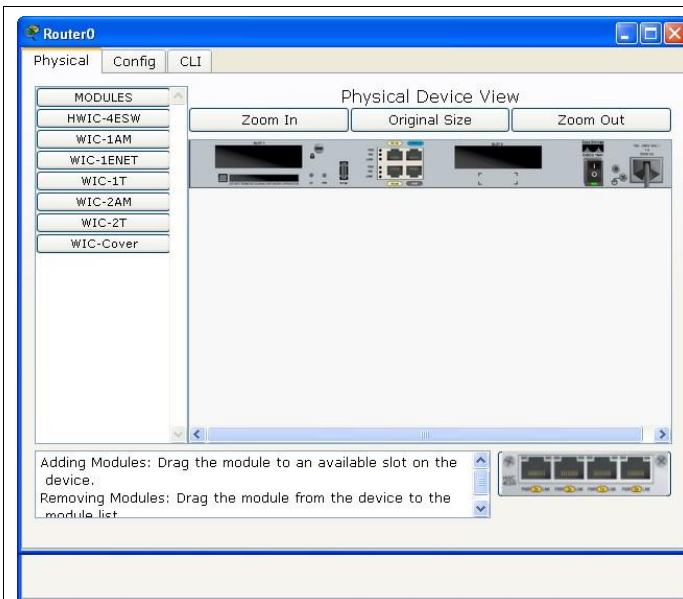 Router0
Physical Config CLI
MODULES
HWIC-4ESW
WIC-1AM
WIC-1ENET
WIC-1T
WIC-2AM
WIC-2T
WIC-Cover
Physical Device View
Zoom In Original Size Zoom Out
Adding Modules: Drag the module to an available slot on the
device.
Removing Modules: Drag the module from the device to the
module list